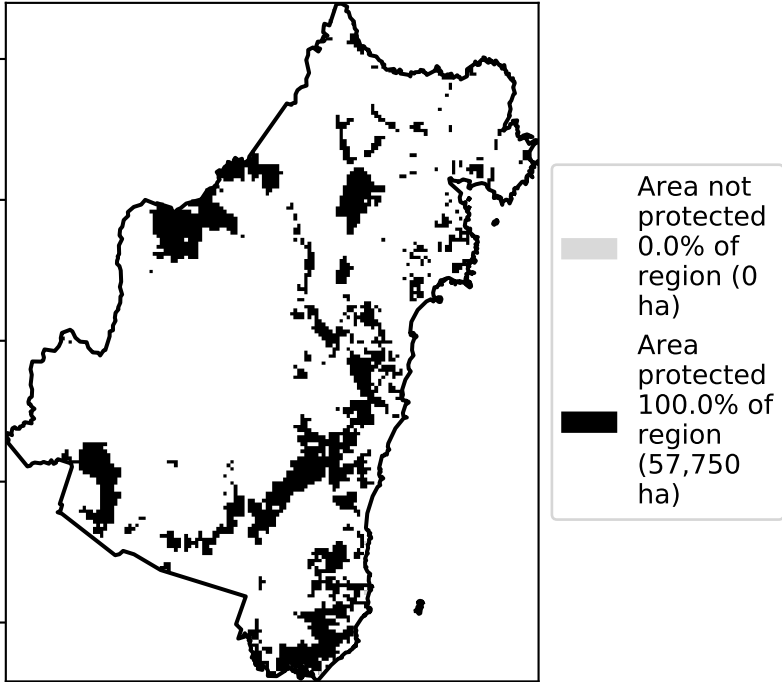 Area not
protected
0.0% of
region (0
ha)
Area
protected
100.0% of
region
(57,750
ha)